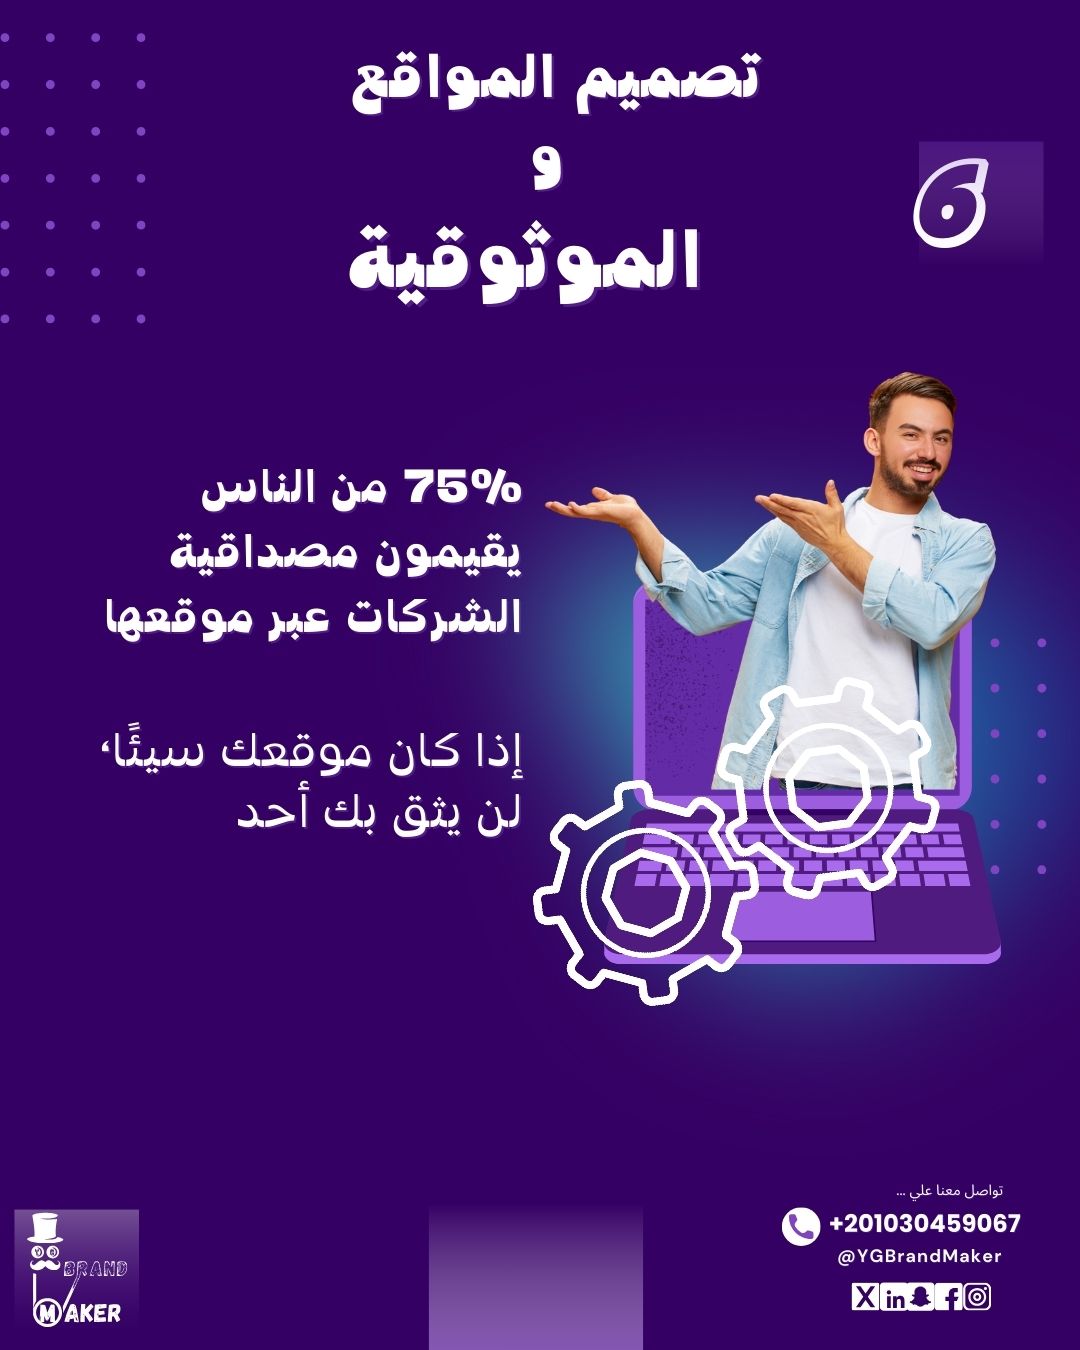 تصميم المواقع
و
الموثوقية
6
75% من الناس
يقيمون مصداقية
الشركات عبر موقعها
إذا كان موقعك سيئًا،
لن يثق بك أحد
تواصل معنا علي ...
+201030459067
@YGBrandMaker
BRAND
MAKER